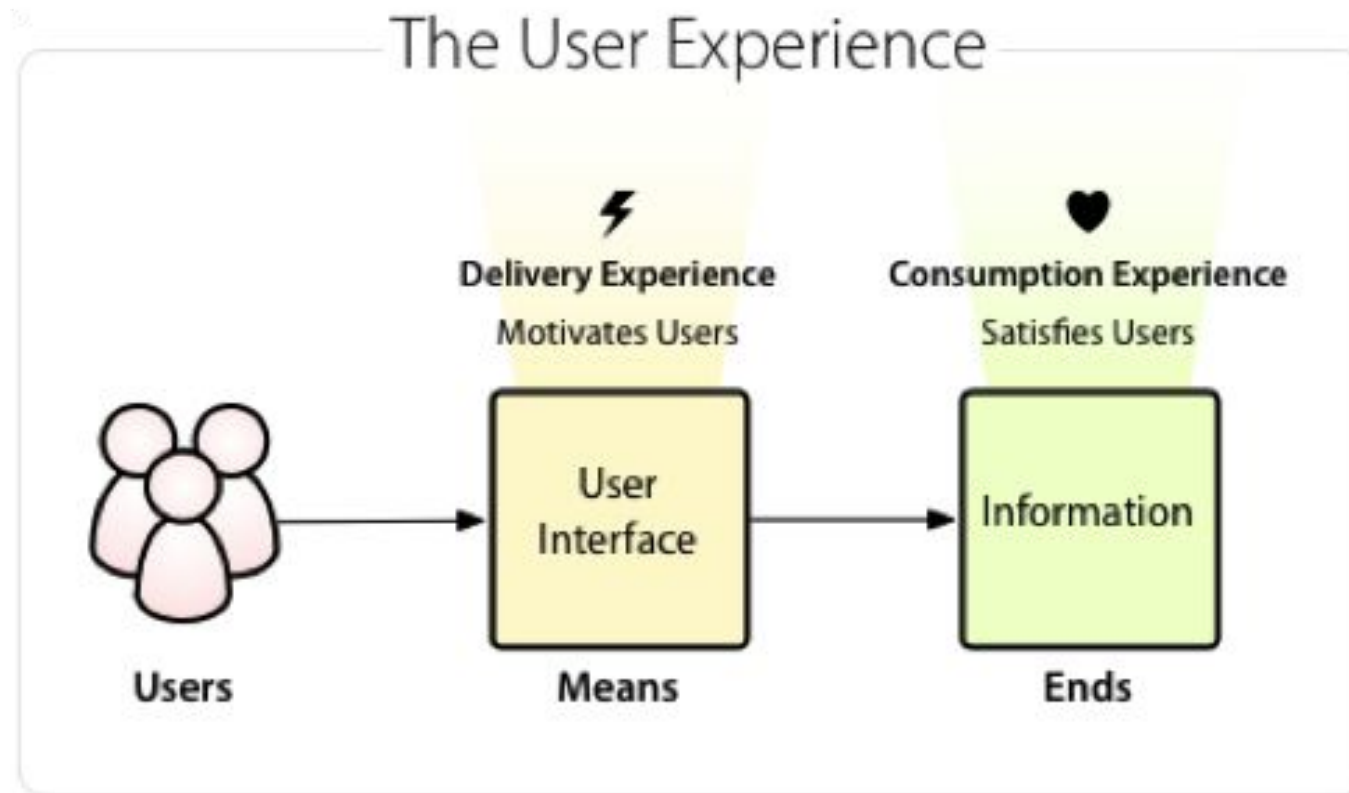 The User Experience
Delivery Experience
Motivates Users
Consumption Experience
Satisfies Users
User
Interface
Information
Users
Means
Ends